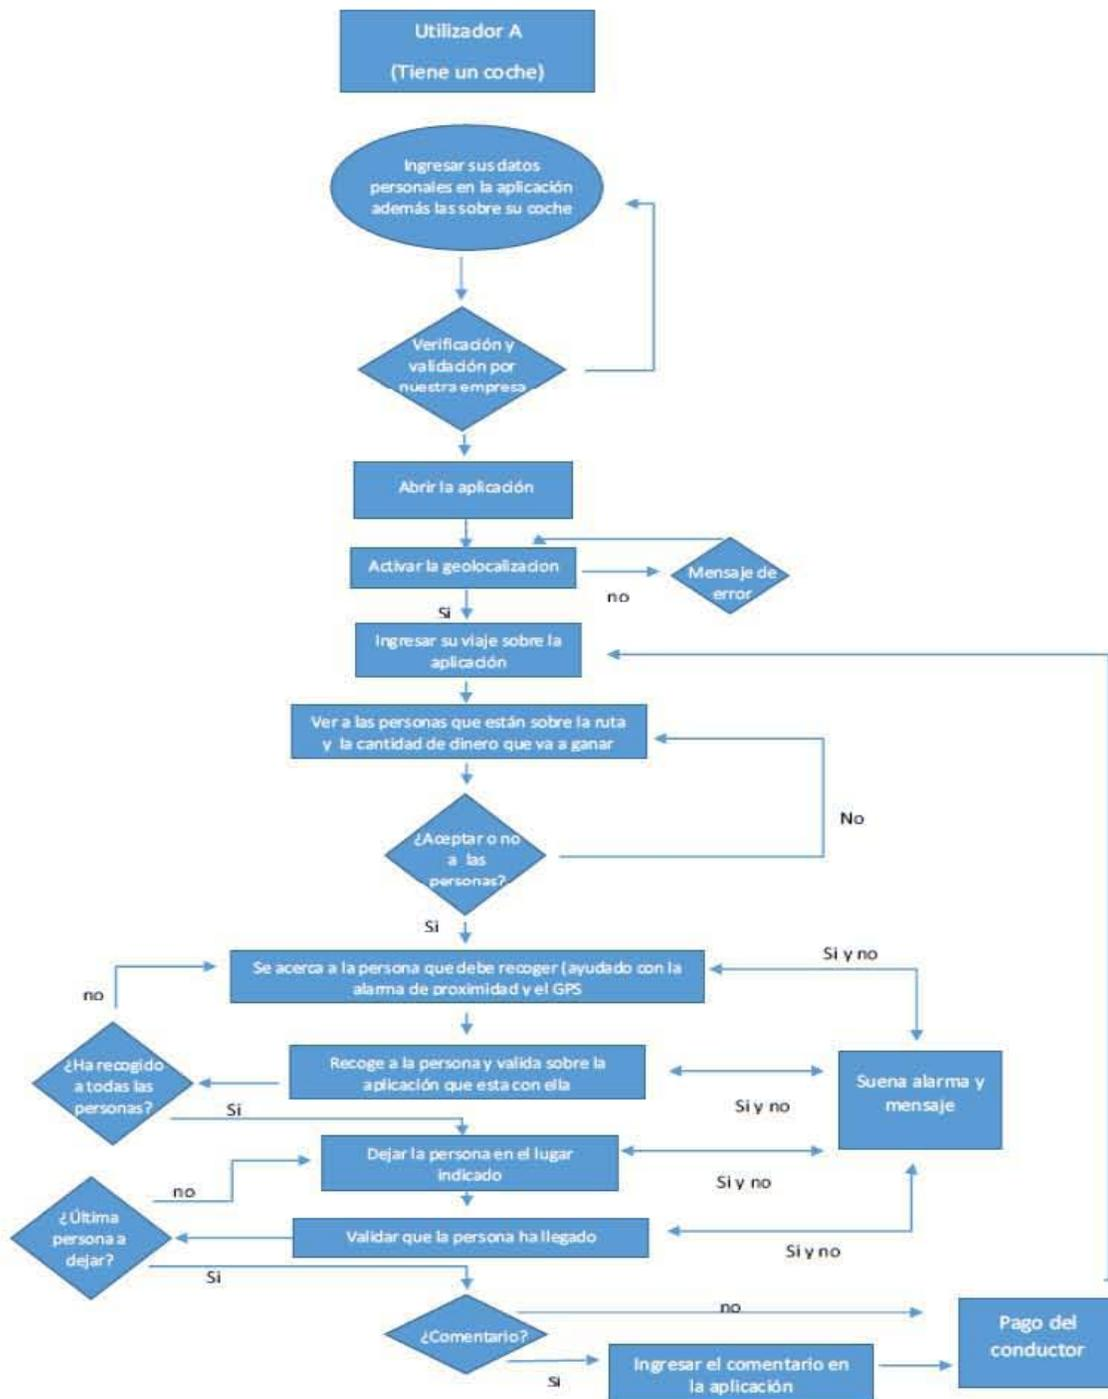 Utilizador A
(Tiene un coche)
Ingresar sus datos
personales en la aplicación
además las sobre su coche
Verificación y
validación por
nuestra empresa
Abrir la aplicación
Activar la geolocalización
Mensaje de
error
no
Si
Ingresar su viaje sobre la
aplicación
Ver a las personas que están sobre la ruta
y la cantidad de dinero que va a ganar
No
¿Aceptar o no
a las
personas?
Si
Se acerca a la persona que debe recoger (ayudado con la
alarma de proximidad y el GPS
Si y no
no
¿Ha recogido
a todas las
personas?
Recoge a la persona y valida sobre la
aplicación que esta con ella
Suena alarma y
mensaje
Si y no
Si
Dejar la persona en el lugar
indicado
Si y no
no
¿Última
persona a
dejar?
Validar que la persona ha llegado
Si y no
Si
¿Comentario?
no
Pago del
conductor
Si
Ingresar el comentario en
la aplicación